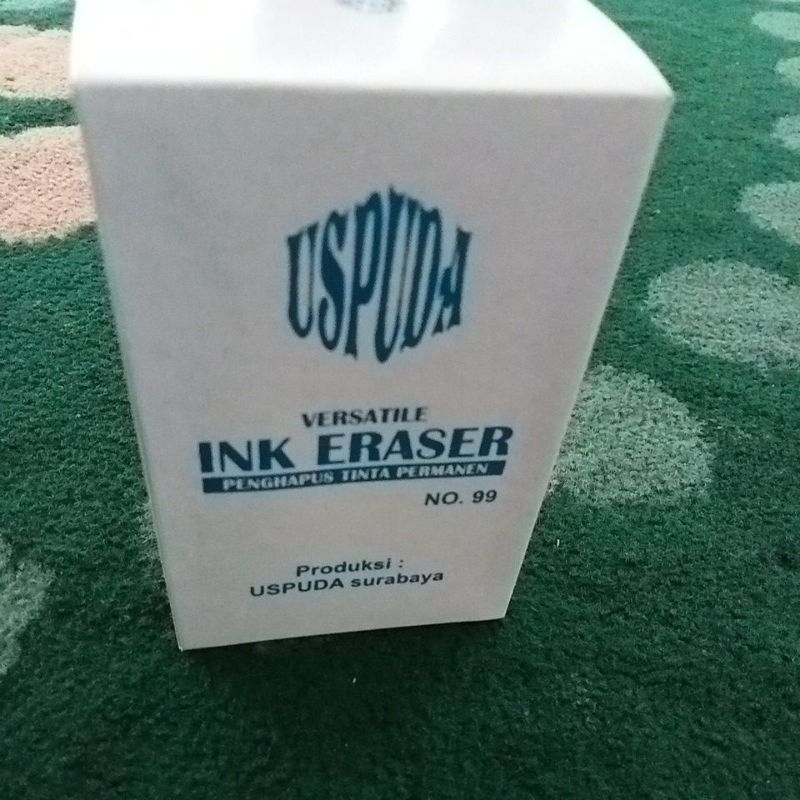 USPUDA
VERSATILE
INK ERASER
PENGHAPUS TINTA PERMANEN
NO. 99
Produksi :
USPUDA surabaya